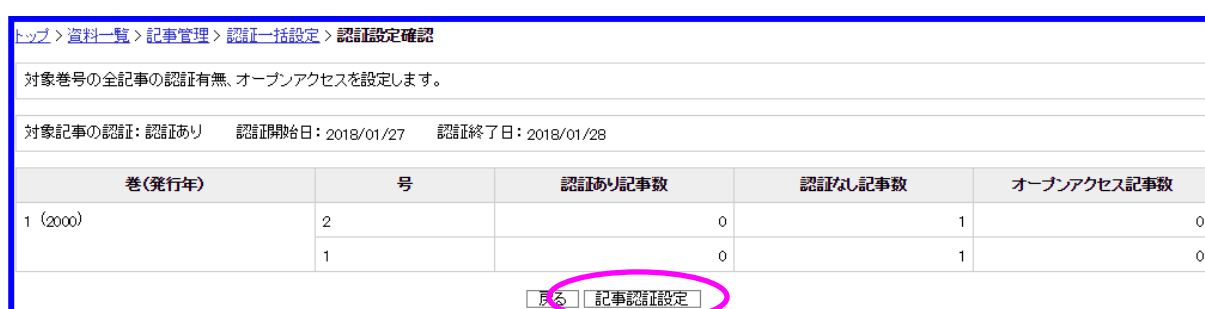 トップ > 資料一覧 > 記事管理 > 認証一括設定 > 認証設定確認
対象巻号の全記事の認証有無、オープンアクセスを設定します。
対象記事の認証: 認証あり 認証開始日: 2018/01/27 認証終了日: 2018/01/28
巻(発行年) 号 認証あり記事数 認証なし記事数 オープンアクセス記事数
1 (2000) 2 0 1 0
1 0 1 0
戻る 記事認証設定